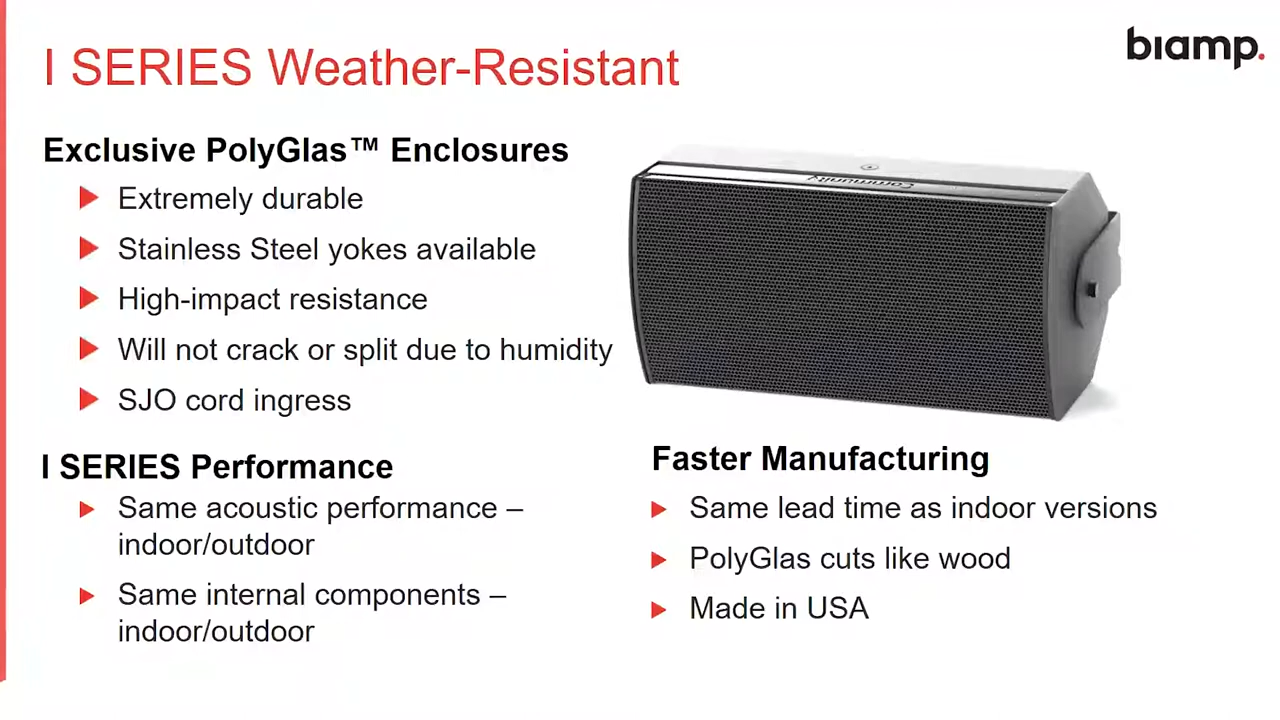 I SERIES Weather-Resistant
biamp.
Exclusive PolyGlas™ Enclosures
Extremely durable
Stainless Steel yokes available
High-impact resistance
Will not crack or split due to humidity
SJO cord ingress
Community
I SERIES Performance
Same acoustic performance –
indoor/outdoor
Same internal components –
indoor/outdoor
Faster Manufacturing
Same lead time as indoor versions
PolyGlas cuts like wood
Made in USA